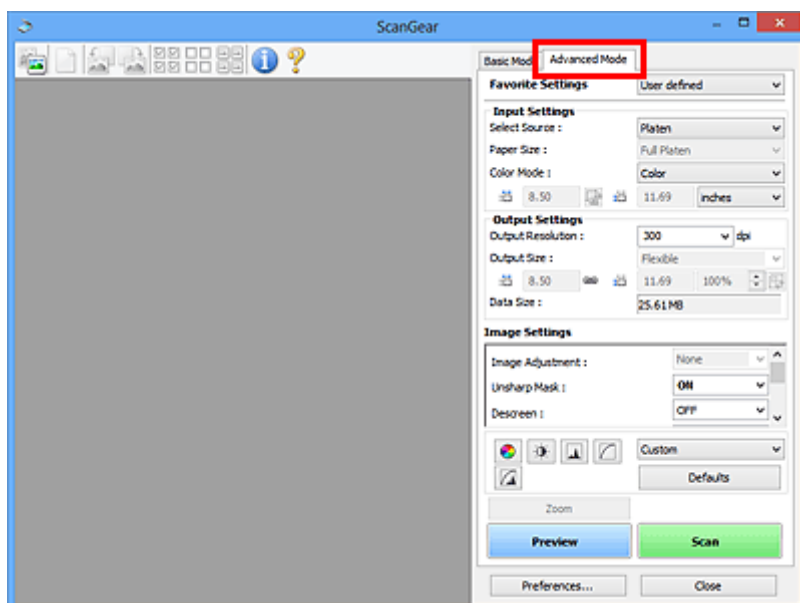 ScanGear
Basic Mode Advanced Mode
Favorite Settings User defined
Input Settings
Select Source : Platen
Paper Size : Full Platen
Color Mode : Color
8.50 11.69 inches
Output Settings
Output Resolution : 300 dpi
Output Size : Flexible
8.50 11.69 100%
Data Size : 25.61MB
Image Settings
Image Adjustment : None
Unsharp Mask : ON
Descreen : OFF
Custom
Defaults
Zoom
Preview Scan
Preferences... Close